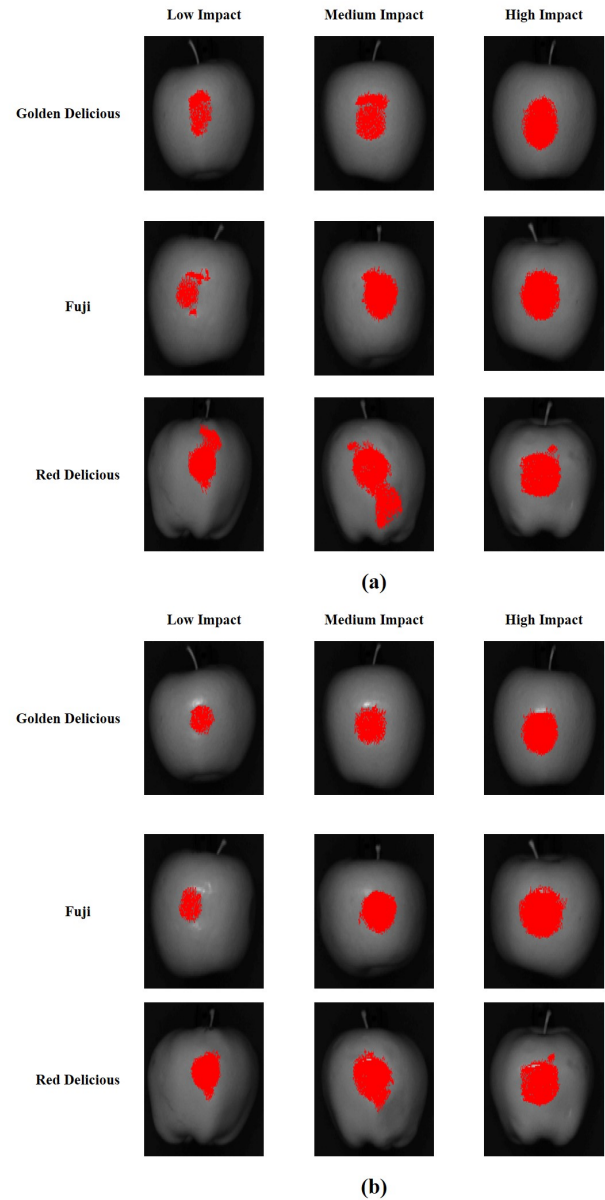 Low Impact Medium Impact High Impact
Golden Delicious
Fuji
Red Delicious
(a)
Low Impact Medium Impact High Impact
Golden Delicious
Fuji
Red Delicious
(b)